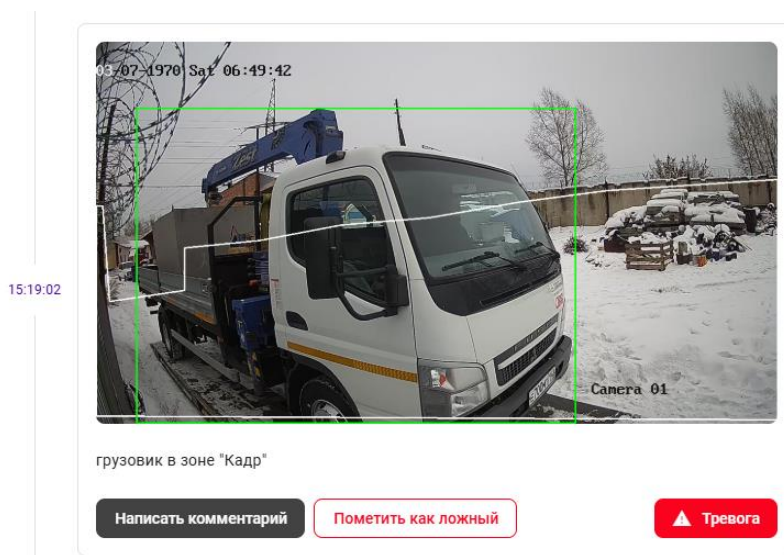 03-07-1970 Sat 06:49:42
15:19:02
Camera 01
грузовик в зоне "Кадр"
Написать комментарий
Пометить как ложный
Тревога